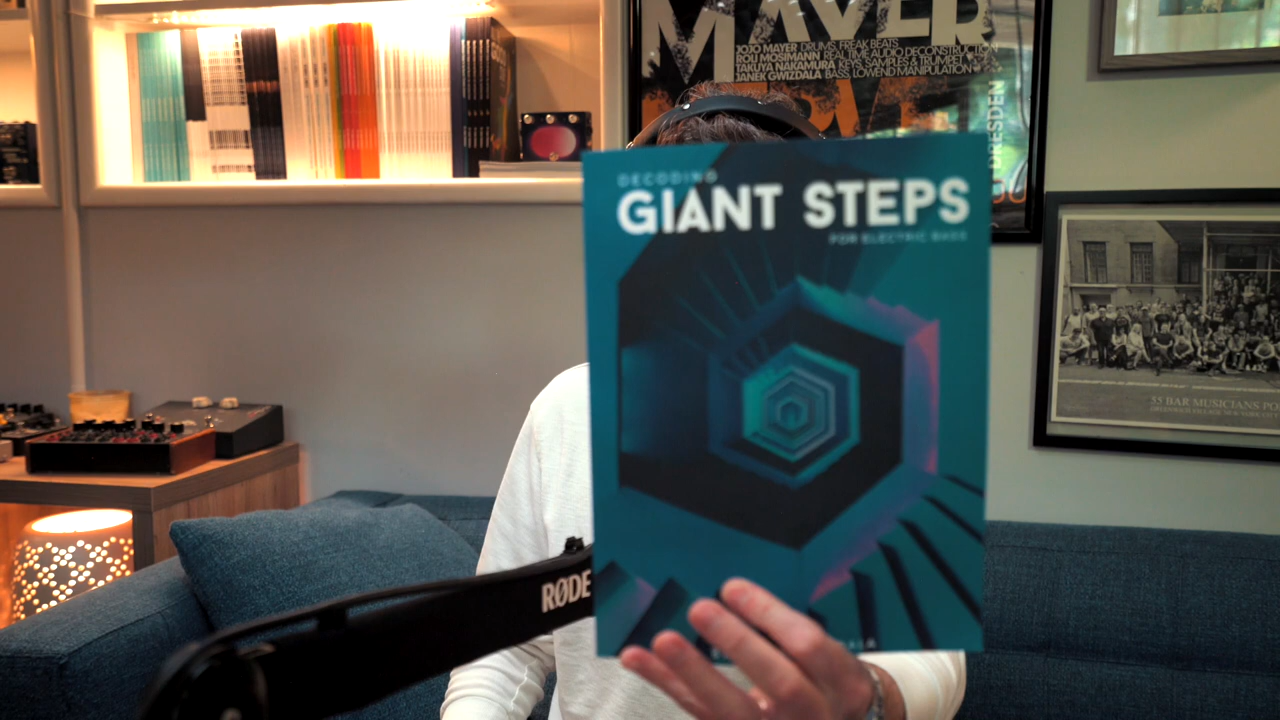 MAYER
JOJO MAYER DRUMS, FREAK BEATS
ROLI MOSIMANN REAL TIME AUDIO DECONSTRUCTION
TAKUYA NAKAMURA KEYS, SAMPLES & TRUMPET
JANEK GWIZDALA BASS, LOWEND MANIPULATION
DRESDEN
DECODING
GIANT STEPS
FOR ELECTRIC BASS
55 BAR MUSICIANS
RØDE